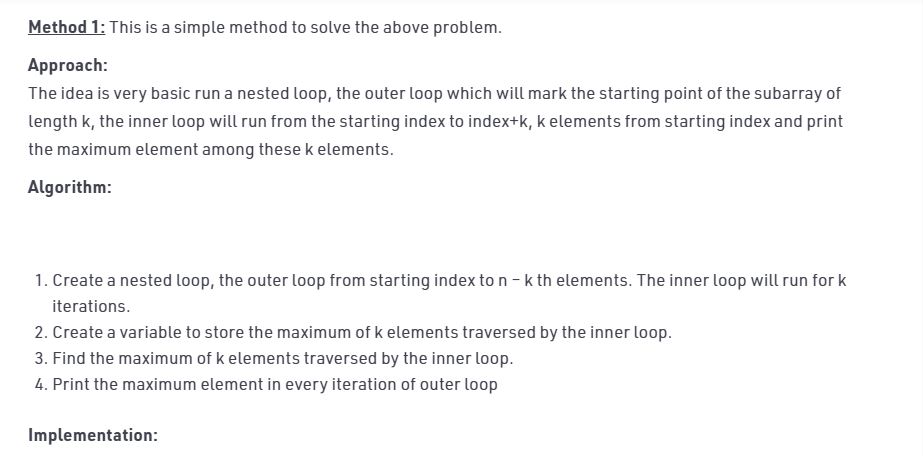 Method 1: This is a simple method to solve the above problem.
Approach:
The idea is very basic run a nested loop, the outer loop which will mark the starting point of the subarray of
length k, the inner loop will run from the starting index to index+k, k elements from starting index and print
the maximum element among these k elements.
Algorithm:
1. Create a nested loop, the outer loop from starting index to n – k th elements. The inner loop will run for k
iterations.
2. Create a variable to store the maximum of k elements traversed by the inner loop.
3. Find the maximum of k elements traversed by the inner loop.
4. Print the maximum element in every iteration of outer loop
Implementation: